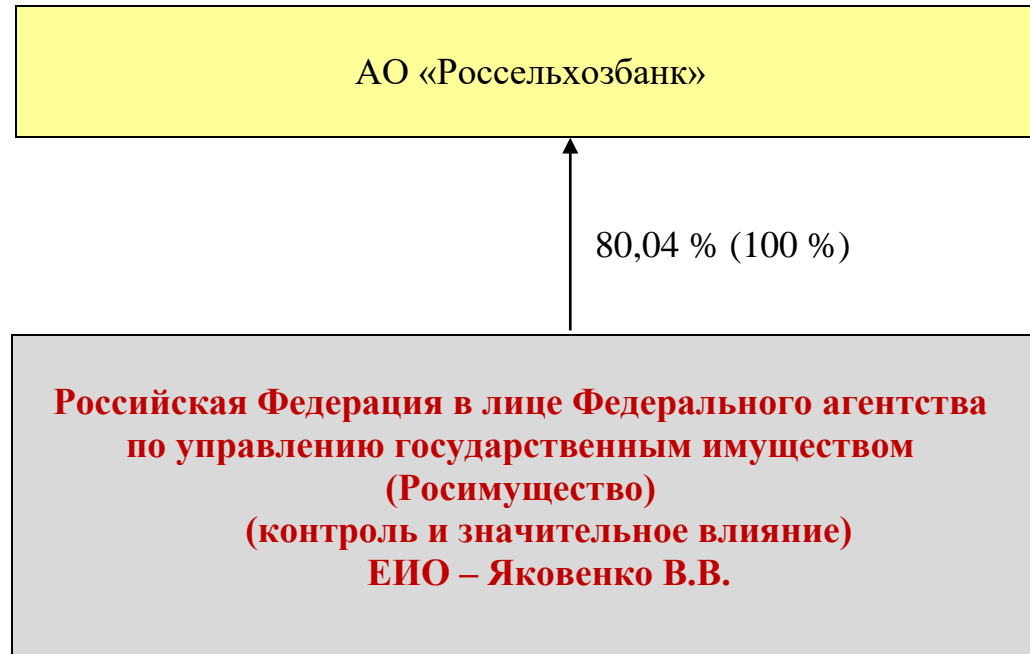 АО «Россельхозбанк»
80,04 % (100 %)
Российская Федерация в лице Федерального агентства
по управлению государственным имуществом
(Росимущество)
(контроль и значительное влияние)
ЕИО – Яковенко В.В.